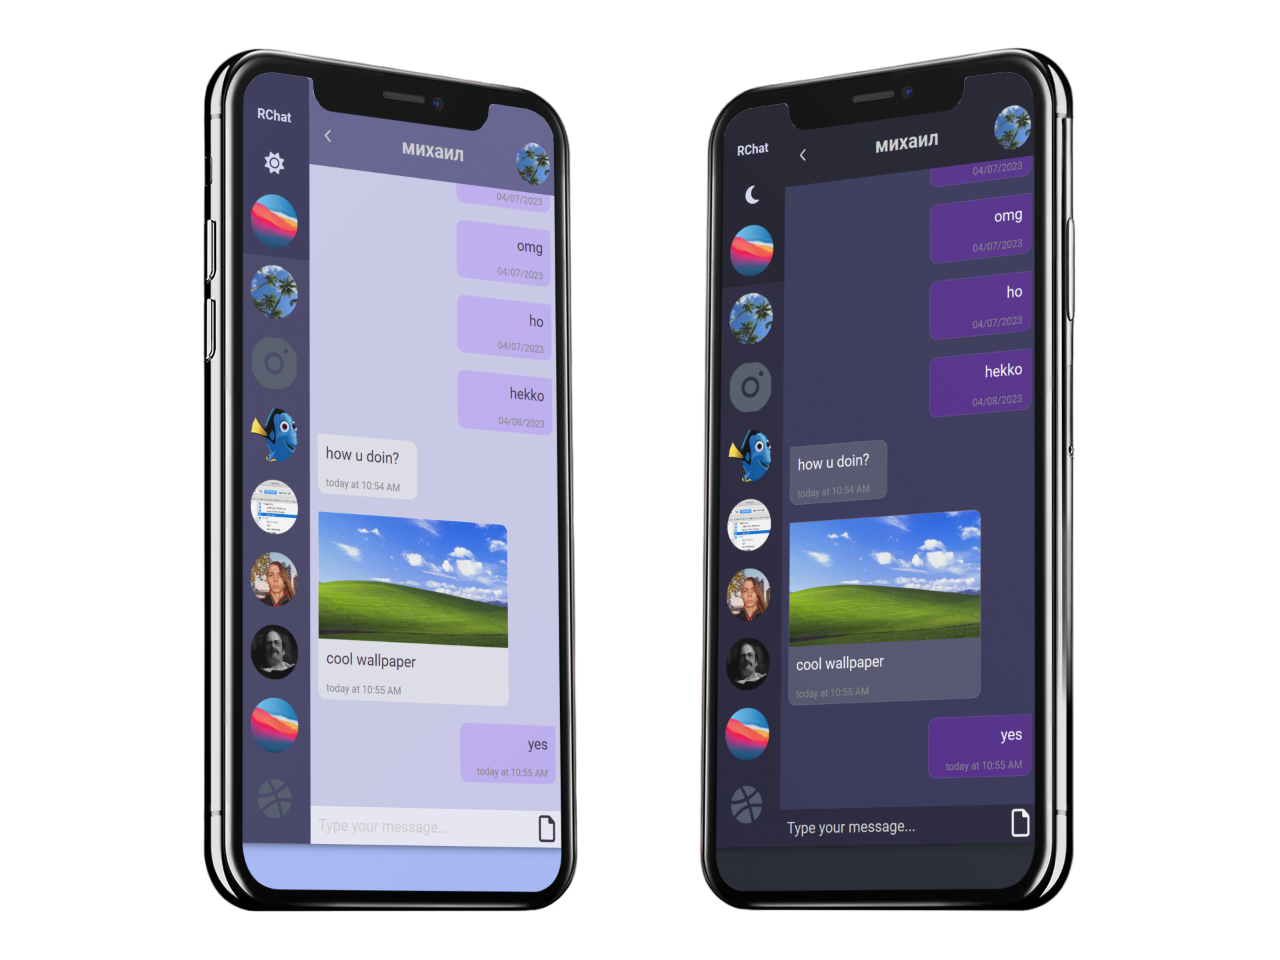 RChat
михаил
04/07/2023
omg
04/07/2023
ho
04/07/2023
hekko
04/08/2023
how u doin?
today at 10:54 AM
cool wallpaper
today at 10:55 AM
yes
today at 10:55 AM
Type your message...
RChat
михаил
04/07/2023
omg
04/07/2023
ho
04/07/2023
hekko
04/08/2023
how u doin?
today at 10:54 AM
cool wallpaper
today at 10:55 AM
yes
today at 10:55 AM
Type your message...